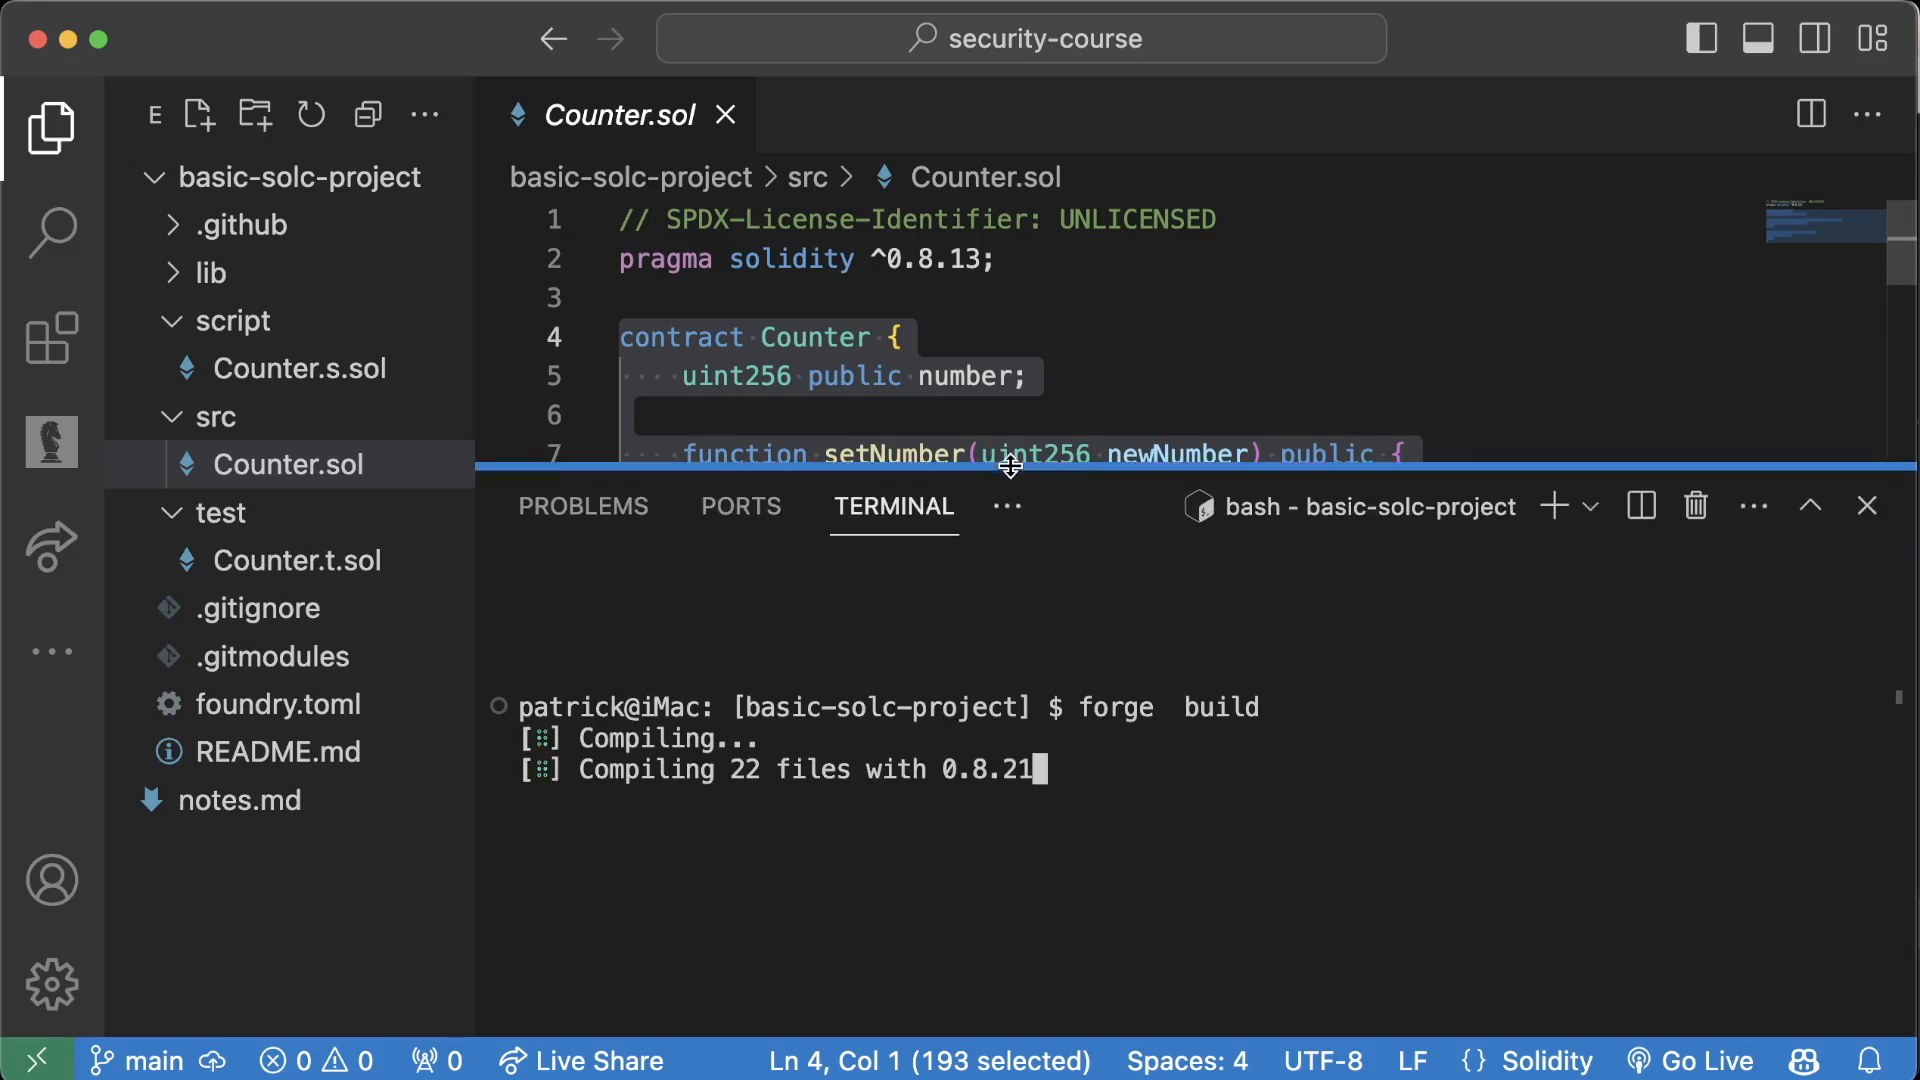 security-course
E
Counter.sol
basic-solc-project
.github
lib
script
Counter.s.sol
src
Counter.sol
test
Counter.t.sol
.gitignore
.gitmodules
foundry.toml
README.md
notes.md
basic-solc-project > src > Counter.sol
1 // SPDX-License-Identifier: UNLICENSED
2 pragma solidity ^0.8.13;
3
4 contract Counter {
5 uint256 public number;
6
7 function setNumber(uint256 newNumber) public {
PROBLEMS PORTS TERMINAL ... bash - basic-solc-project
patrick@iMac: [basic-solc-project] $ forge  build
[⠿] Compiling...
[⠿] Compiling 22 files with 0.8.21
main 0 0 0 Live Share Ln 4, Col 1 (193 selected) Spaces: 4 UTF-8 LF {} Solidity Go Live